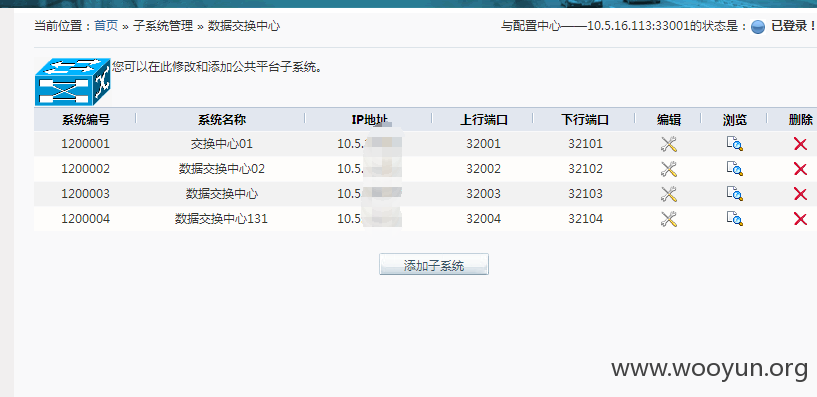 当前位置：首页 » 子系统管理 » 数据交换中心 与配置中心——10.5.16.113:33001的状态是： 已登录！
您可以在此修改和添加公共平台子系统。
系统编号 系统名称 IP地址 上行端口 下行端口 编辑 浏览 删除
1200001 交换中心01 10.5. 32001 32101
1200002 数据交换中心02 10.5. 32002 32102
1200003 数据交换中心 10.5 32003 32103
1200004 数据交换中心131 10.5 32004 32104
添加子系统
www.wooyun.org